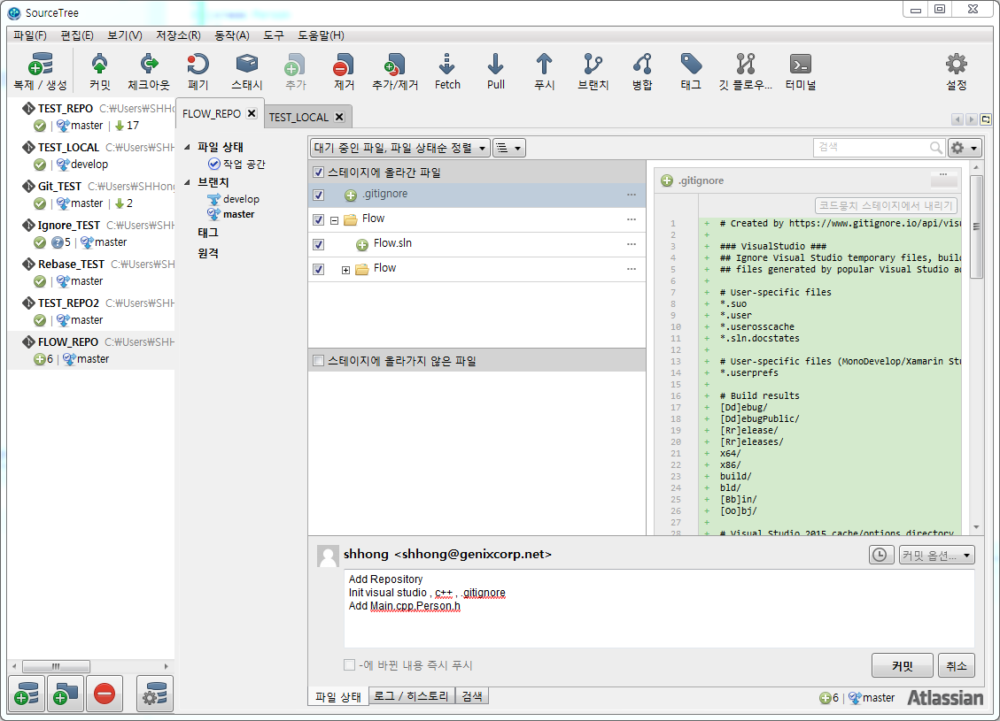 SourceTree
파일(F) 편집(E) 보기(V) 저장소(R) 동작(A) 도구 도움말(H)
복제 / 생성 커밋 체크아웃 폐기 스태시 추가 제거 추가/제거 Fetch Pull 푸시 브랜치 병합 태그 깃 플로우... 터미널 설정
TEST_REPO C:₩Users₩SHHo
master 17
TEST_LOCAL C:₩Users₩SH
develop
Git_TEST C:₩Users₩SHHong
master 2
Ignore_TEST C:₩Users₩SHH
5 master
Rebase_TEST C:₩Users₩SH
master
TEST_REPO2 C:₩Users₩SHH
master
FLOW_REPO C:₩Users₩SHH
6 master
FLOW_REPO TEST_LOCAL
파일 상태
작업 공간
브랜치
develop
master
태그
원격
대기 중인 파일, 파일 상태순 정렬
검색
스테이지에 올라간 파일
.gitignore
Flow
Flow.sln
Flow
스테이지에 올라가지 않은 파일
.gitignore
코드뭉치 스테이지에서 내리기
1 + # Created by https://www.gitignore.io/api/visu
2 +
3 + ### VisualStudio ###
4 + ## Ignore Visual Studio temporary files, build
5 + ## files generated by popular Visual Studio ad
6 +
7 + # User-specific files
8 + *.suo
9 + *.user
10 + *.userosscache
11 + *.sln.docstates
12 +
13 + # User-specific files (MonoDevelop/Xamarin Stu
14 + *.userprefs
15 +
16 + # Build results
17 + [Dd]ebug/
18 + [Dd]ebugPublic/
19 + [Rr]elease/
20 + [Rr]eleases/
21 + x64/
22 + x86/
23 + build/
24 + bld/
25 + [Bb]in/
26 + [Oo]bj/
27 +
28 + # Visual Studio 2015 cache/options directory
shhong <shhong@genixcorp.net>
커밋 옵션...
Add Repository
Init visual studio , c++ , .gitignore
Add Main.cpp,Person.h
-에 바뀐 내용 즉시 푸시
커밋 취소
파일 상태 로그 / 히스토리 검색
6 master Atlassian